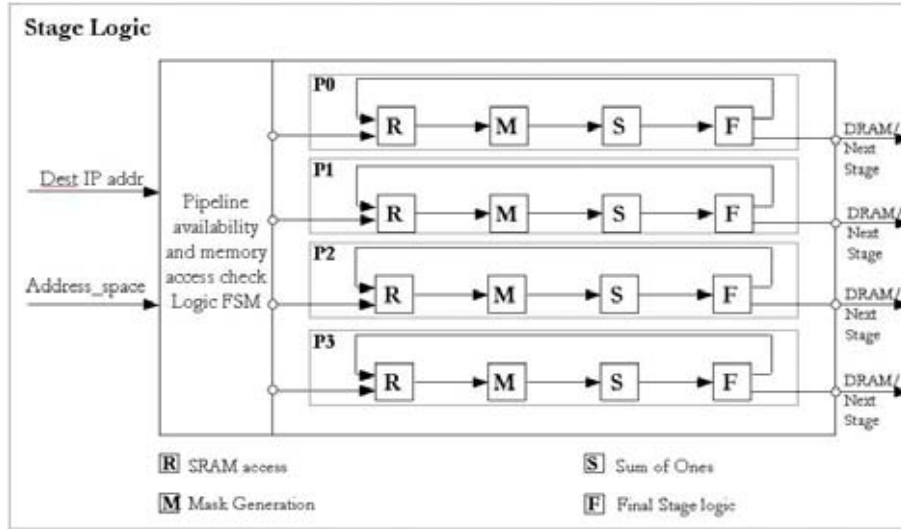 Stage Logic
P0
R M S F
DRAM/
Next
Stage
Dest IP addr
P1
R M S F
DRAM/
Next
Stage
Pipeline
availability
and memory
access check
Logic FSM
Address_space
P2
R M S F
DRAM/
Next
Stage
P3
R M S F
DRAM/
Next
Stage
R SRAM access
S Sum of Ones
M Mask Generation
F Final Stage logic